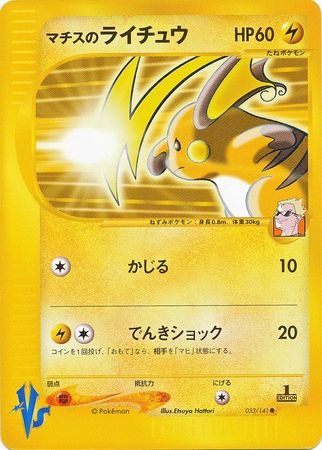 マチスのライチュウ HP60
たねポケモン
ねずみポケモン：身長0.8m、体重30kg
かじる 10
でんきショック 20
コインを1回投げ、「おもて」なら、相手を「マヒ」状態にする。
弱点 抵抗力 にげる
© Pokémon Illus.Etsuya Hattori 053/141 ●
1 EDITION
VS